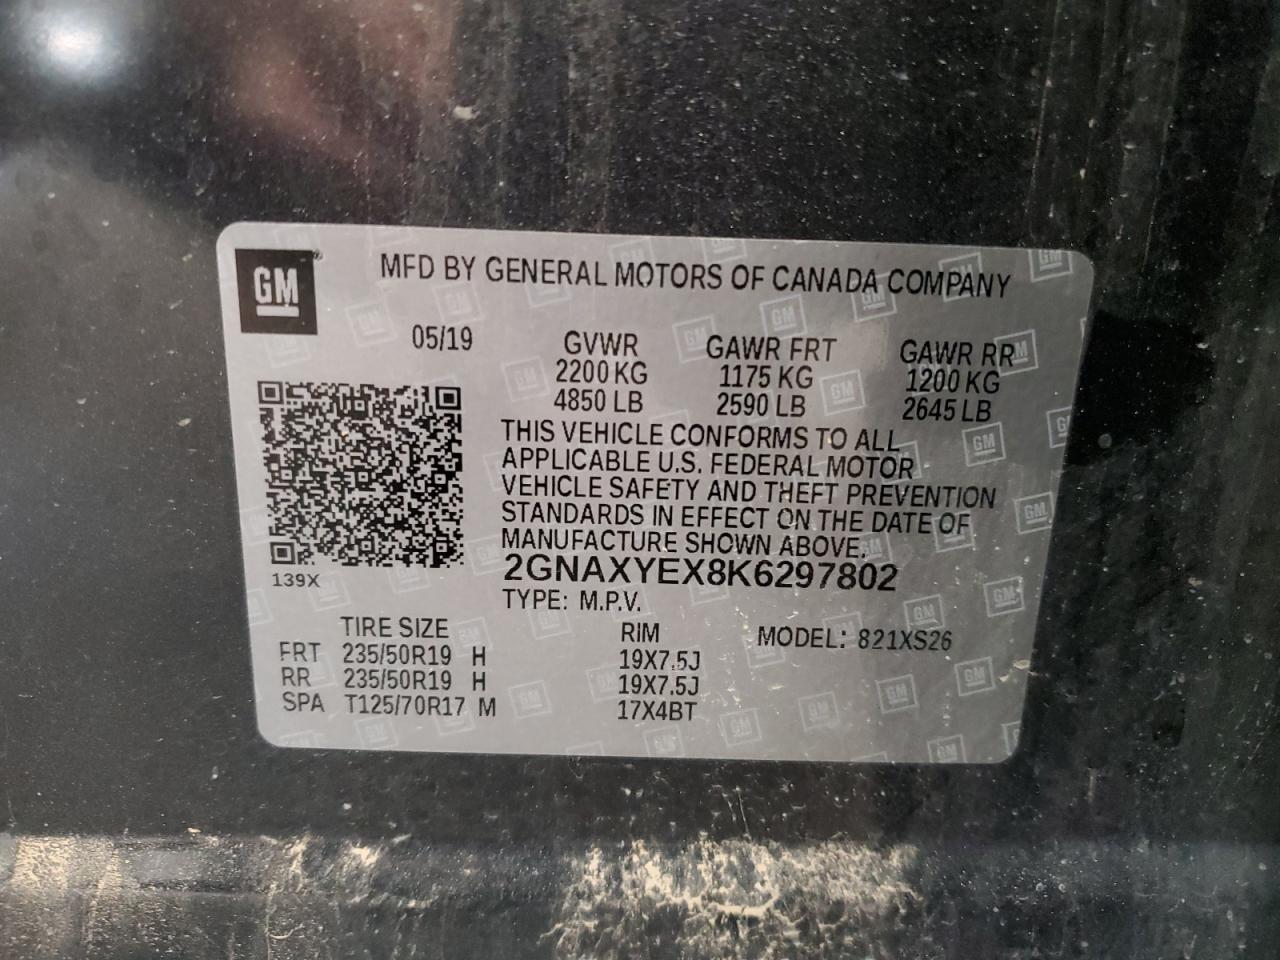 GM
MFD BY GENERAL MOTORS OF CANADA COMPANY
05/19 GVWR GAWR FRT GAWR RR
2200 KG 1175 KG 1200 KG
4850 LB 2590 LB 2645 LB
THIS VEHICLE CONFORMS TO ALL
APPLICABLE U.S. FEDERAL MOTOR
VEHICLE SAFETY AND THEFT PREVENTION
STANDARDS IN EFFECT ON THE DATE OF
MANUFACTURE SHOWN ABOVE.
139X
2GNAXYEX8K6297802
TYPE: M.P.V.
TIRE SIZE RIM MODEL: 821XS26
FRT 235/50R19 H 19X7.5J
RR 235/50R19 H 19X7.5J
SPA T125/70R17 M 17X4BT